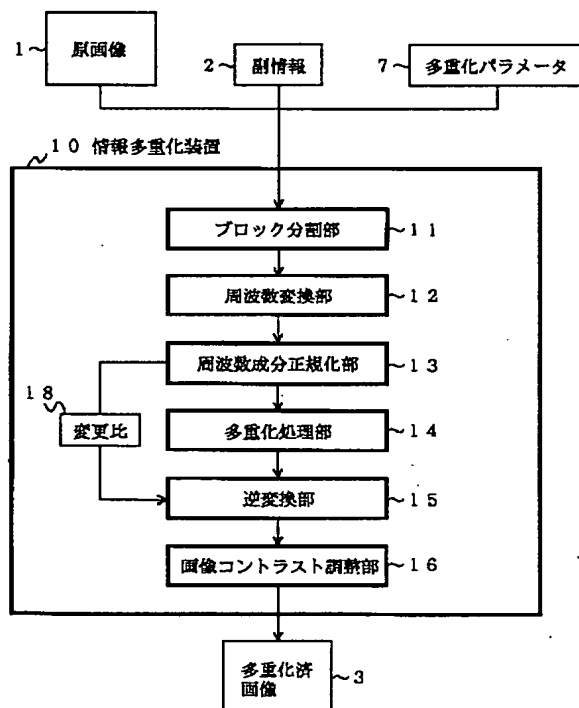 1 原画像
2 副情報
7 多重化パラメータ
10 情報多重化装置
ブロック分割部 11
周波数変換部 12
周波数成分正規化部 13
18
変更比
多重化処理部 14
逆変換部 15
画像コントラスト調整部 16
多重化済
画像 3